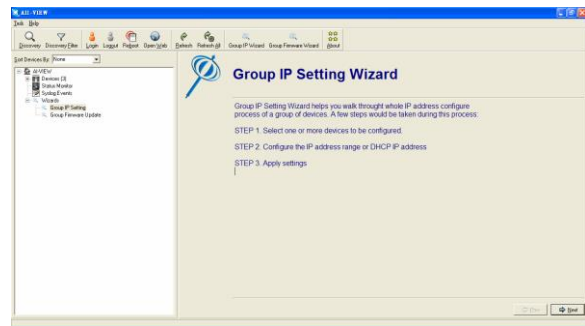 AII-VIEW
Task Help
Discovery Discovery Filter Login Logout Reboot Open Web Refresh Refresh All Group IP Wizard Group Firmware Wizard About
Sort Devices By: None
AI-VIEW
Devices (3)
Status Monitor
Syslog Events
Wizards
Group IP Setting
Group Firmware Update
Group IP Setting Wizard
Group IP Setting Wizard helps you walk throught whole IP address configure
process of a group of devices. A few steps would be taken during this process:
STEP 1. Select one or more devices to be configured.
STEP 2. Configure the IP address range or DHCP IP address
STEP 3. Apply settings
Prev Next